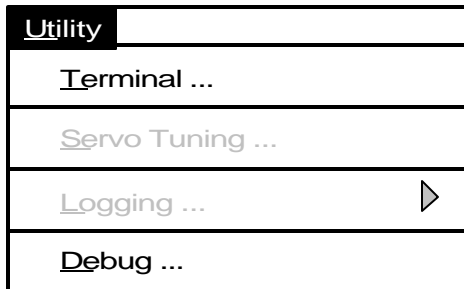 Utility
Terminal ...
Servo Tuning ...
Logging ...
Debug ...